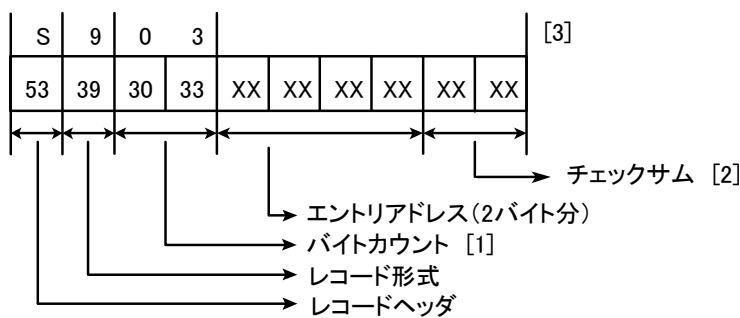 S 9 0 3 [3]
53 39 30 33 XX XX XX XX XX XX
チェックサム [2]
エントリアドレス(2バイト分)
バイトカウント [1]
レコード形式
レコードヘッダ